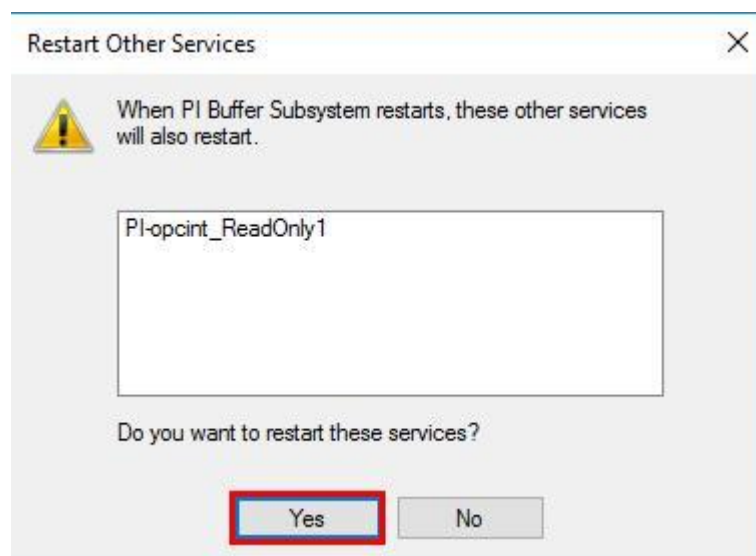 Restart Other Services
When PI Buffer Subsystem restarts, these other services
will also restart.
PI-opcint_ReadOnly1
Do you want to restart these services?
Yes
No